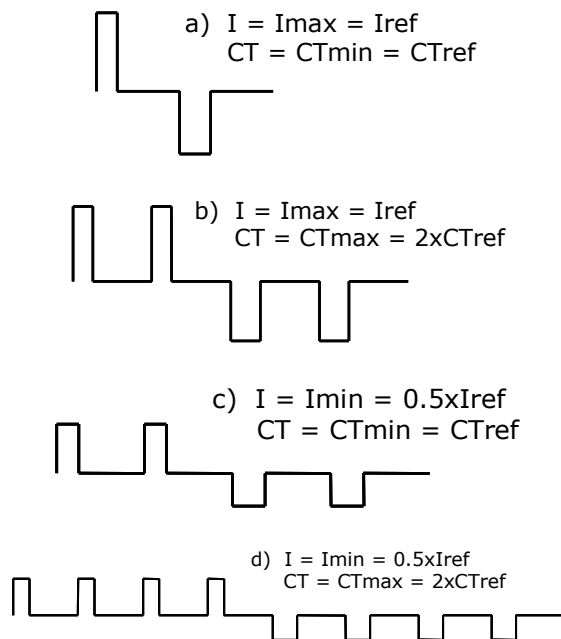 a) I = Imax = Iref
CT = CTmin = CTref
b) I = Imax = Iref
CT = CTmax = 2xCTref
c) I = Imin = 0.5xIref
CT = CTmin = CTref
d) I = Imin = 0.5xIref
CT = CTmax = 2xCTref